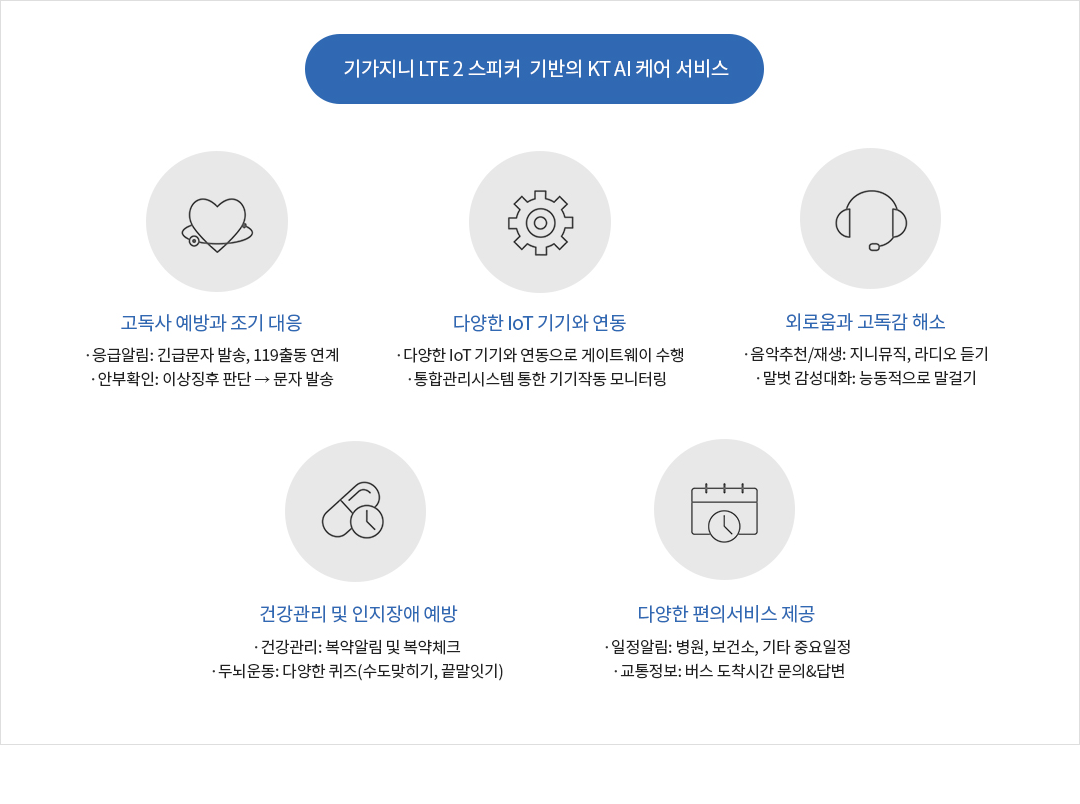 기가지니 LTE 2 스피커 기반의 KT AI 케어 서비스
고독사 예방과 조기 대응
· 응급알림: 긴급문자 발송, 119출동 연계
· 안부확인: 이상징후 판단 → 문자 발송
다양한 IoT 기기와 연동
· 다양한 IoT 기기와 연동으로 게이트웨이 수행
· 통합관리시스템 통한 기기작동 모니터링
외로움과 고독감 해소
· 음악추천/재생: 지니뮤직, 라디오 듣기
· 말벗 감성대화: 능동적으로 말걸기
건강관리 및 인지장애 예방
· 건강관리: 복약알림 및 복약체크
· 두뇌운동: 다양한 퀴즈(수도맞히기, 끝말잇기)
다양한 편의서비스 제공
· 일정알림: 병원, 보건소, 기타 중요일정
· 교통정보: 버스 도착시간 문의&답변